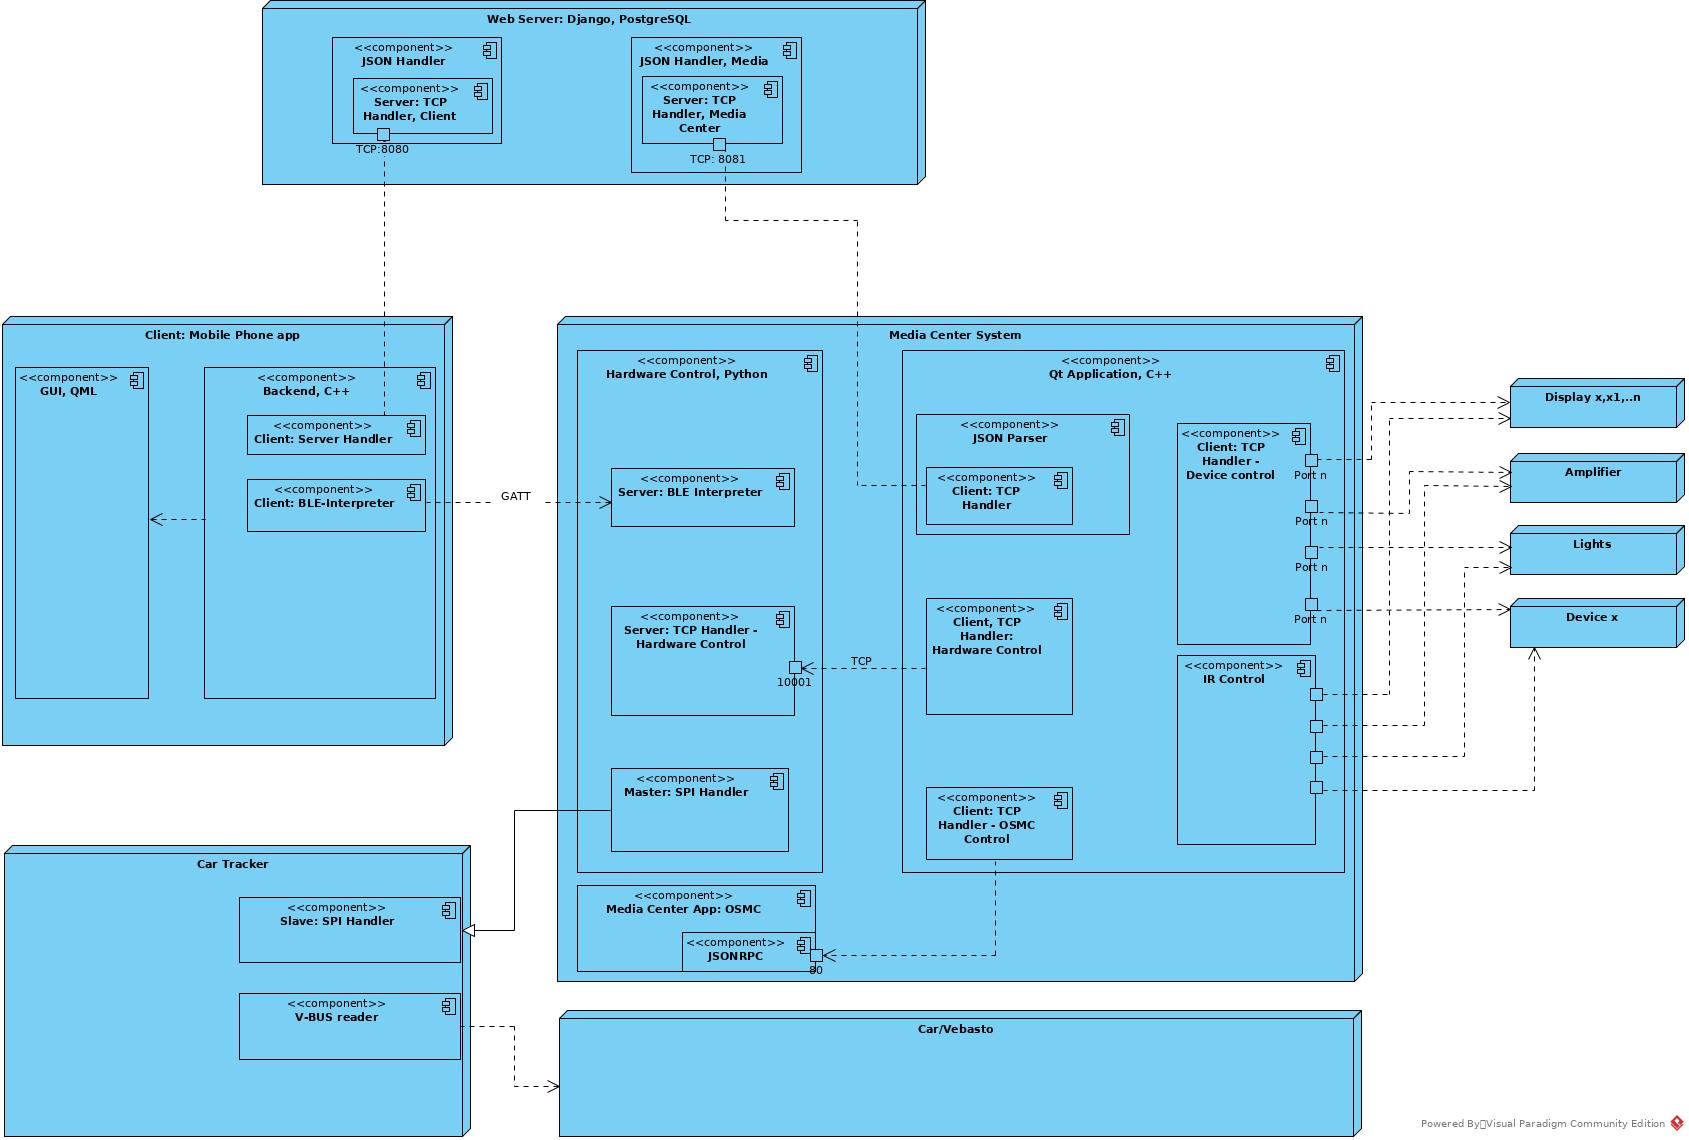 Web Server: Django, PostgreSQL
<<component>>
JSON Handler
<<component>>
Server: TCP
Handler, Client
TCP:8080
<<component>>
JSON Handler, Media
<<component>>
Server: TCP
Handler, Media
Center
TCP: 8081
Client: Mobile Phone app
<<component>>
GUI, QML
<<component>>
Backend, C++
<<component>>
Client: Server Handler
<<component>>
Client: BLE-Interpreter
GATT
Media Center System
<<component>>
Hardware Control, Python
<<component>>
Server: BLE Interpreter
<<component>>
Server: TCP Handler -
Hardware Control
10001
<<component>>
Master: SPI Handler
TCP
<<component>>
Qt Application, C++
<<component>>
JSON Parser
<<component>>
Client: TCP
Handler
<<component>>
Client, TCP
Handler:
Hardware Control
<<component>>
Client: TCP
Handler - OSMC
Control
<<component>>
Client: TCP
Handler -
Device control
Port n
Port n
Port n
Port n
<<component>>
IR Control
<<component>>
Media Center App: OSMC
<<component>>
JSONRPC
80
Display x,x1,..n
Amplifier
Lights
Device x
Car Tracker
<<component>>
Slave: SPI Handler
<<component>>
V-BUS reader
Car/Vebasto
Powered By Visual Paradigm Community Edition